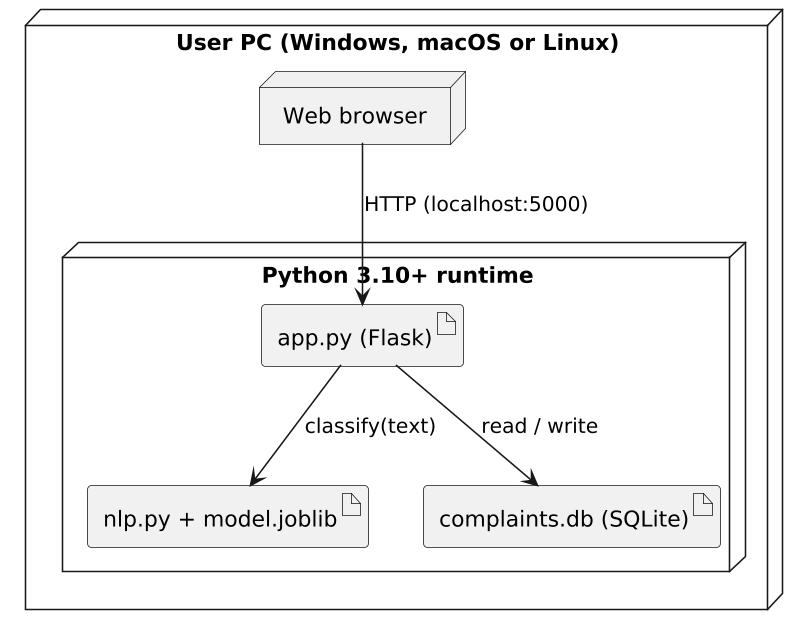 User PC (Windows, macOS or Linux)
Web browser
HTTP (localhost:5000)
Python 3.10+ runtime
app.py (Flask)
classify(text)
read / write
nlp.py + model.joblib
complaints.db (SQLite)